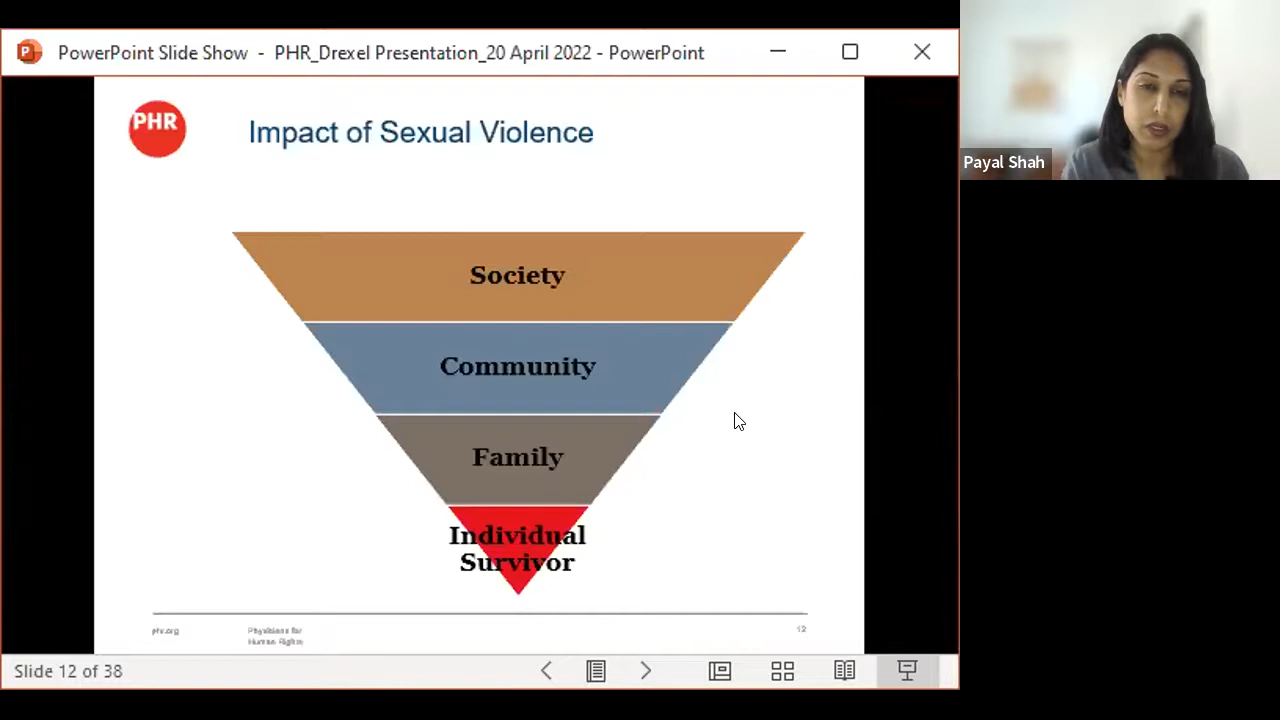 PowerPoint Slide Show - PHR_Drexel Presentation_20 April 2022 - PowerPoint
PHR
Impact of Sexual Violence
Society
Community
Family
Individual
Survivor
phr.org
Physicians for
Human Rights
12
Slide 12 of 38
Payal Shah